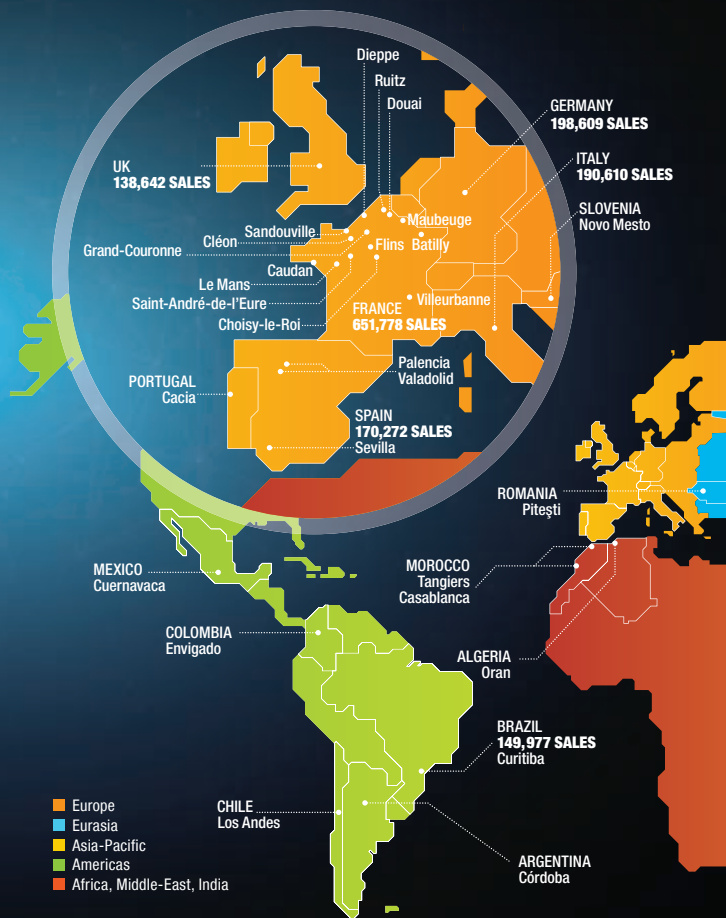 Dieppe
Ruitz
Douai
GERMANY
198,609 SALES
ITALY
190,610 SALES
UK
138,642 SALES
SLOVENIA
Novo Mesto
Maubeuge
Sandouville
Cléon
Flins Batilly
Grand-Couronne
Caudan
Le Mans
Villeurbanne
Saint-André-de-l’Eure
FRANCE
651,778 SALES
Choisy-le-Roi
Palencia
Valladolid
PORTUGAL
Cacia
SPAIN
170,272 SALES
Sevilla
ROMANIA
Piteşti
MEXICO
Cuernavaca
MOROCCO
Tangiers
Casablanca
COLOMBIA
Envigado
ALGERIA
Oran
BRAZIL
149,977 SALES
Curitiba
CHILE
Los Andes
ARGENTINA
Córdoba
Europe
Eurasia
Asia-Pacific
Americas
Africa, Middle-East, India